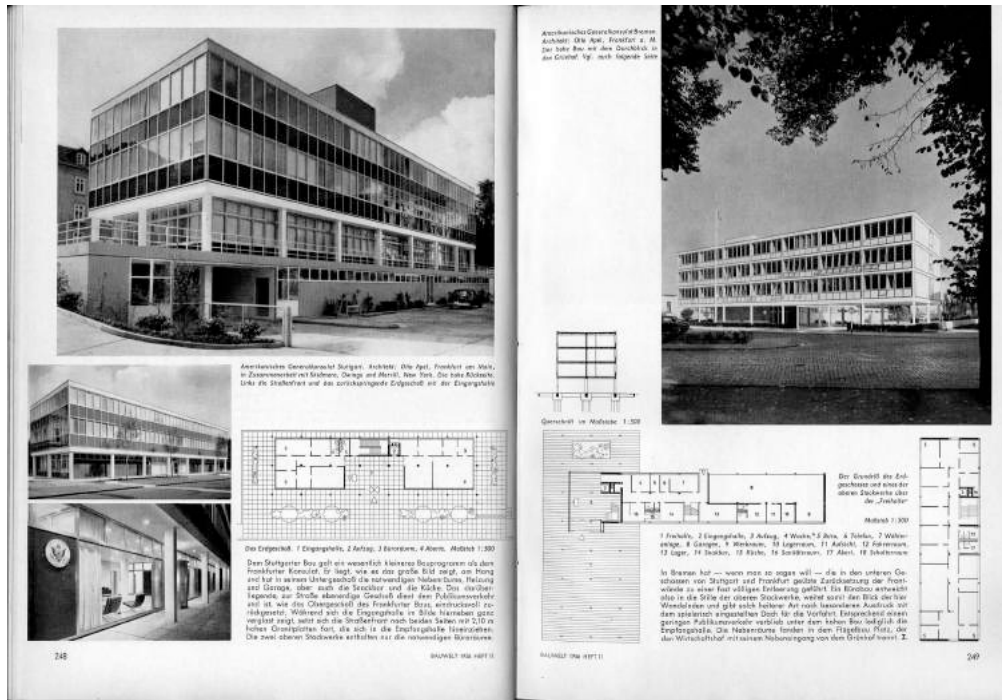 Amerikanisches Generalkonsulat Stuttgart. Architekt: Otto Apel, Frankfurt am Main,
in Zusammenarbeit mit Skidmore, Owings and Merrill, New York. Die hohe Rückseite.
Links die Straßenfront und das zurückspringende Erdgeschoß mit der Eingangshalle
Das Erdgeschoß. 1 Eingangshalle, 2 Aufzug, 3 Büroräume, 4 Aborte. Maßstab 1:500
Dem Stuttgarter Bau galt ein wesentlich kleineres Bauprogramm als dem
Frankfurter Konsulat. Er liegt, wie es das große Bild zeigt, am Hang
und hat in seinem Untergeschoß die notwendigen Nebenräume, Heizung
und Garage, aber auch die Snackbar und die Küche. Das darüber-
liegende, zur Straße ebenerdige Geschoß dient dem Publikumsverkehr
und ist, wie das Obergeschoß des Frankfurter Baus, eindrucksvoll zu-
rückgesetzt. Während sich die Eingangshalle im Bilde hierneben ganz
verglast zeigt, setzt sich die Straßenfront nach beiden Seiten mit 2,10 m
hohen Granitplatten fort, die sich in die Empfangshalle hineinziehen.
Die zwei oberen Stockwerke enthalten nur die notwendigen Büroräume.
248
BAUWELT 1956 HEFT 11
Amerikanisches Generalkonsulat Bremen.
Architekt: Otto Apel, Frankfurt a. M.
Der hohe Bau mit dem Durchblick in
den Grünhof. Vgl. auch folgende Seite
Querschnitt im Maßstabe 1:500
Der Grundriß des Erd-
geschosses und eines der
oberen Stockwerke über
der „Freihalle“
Maßstab 1:500
1 Freihalle, 2 Eingangshalle, 3 Aufzug, 4 Wache, 5 Büro, 6 Telefon, 7 Wähler-
anlage, 8 Garage, 9 Werkraum, 10 Lagerraum, 11 Aufsicht, 12 Fahrerraum,
13 Lager, 14 Snackbar, 15 Küche, 16 Sanitätsraum, 17 Abort, 18 Schalterraum
In Bremen hat — wenn man so sagen will — die in den unteren Ge-
schossen von Stuttgart und Frankfurt geübte Zurücksetzung der Front-
wände zu einer fast völligen Entleerung geführt. Ein Bürobau entweicht
also in die Stille der oberen Stockwerke, weitet somit den Blick der hier
Wandelnden und gibt solch heiterer Art noch besonderen Ausdruck mit
dem spielerisch eingestellten Dach für die Vorfahrt. Entsprechend einem
geringen Publikumsverkehr verblieb unter dem hohen Bau lediglich die
Empfangshalle. Die Nebenräume fanden in dem Flügelbau Platz, der
den Wirtschaftshof mit seinem Nebeneingang von dem Grünhof trennt. Z.
BAUWELT 1956 HEFT 11
249